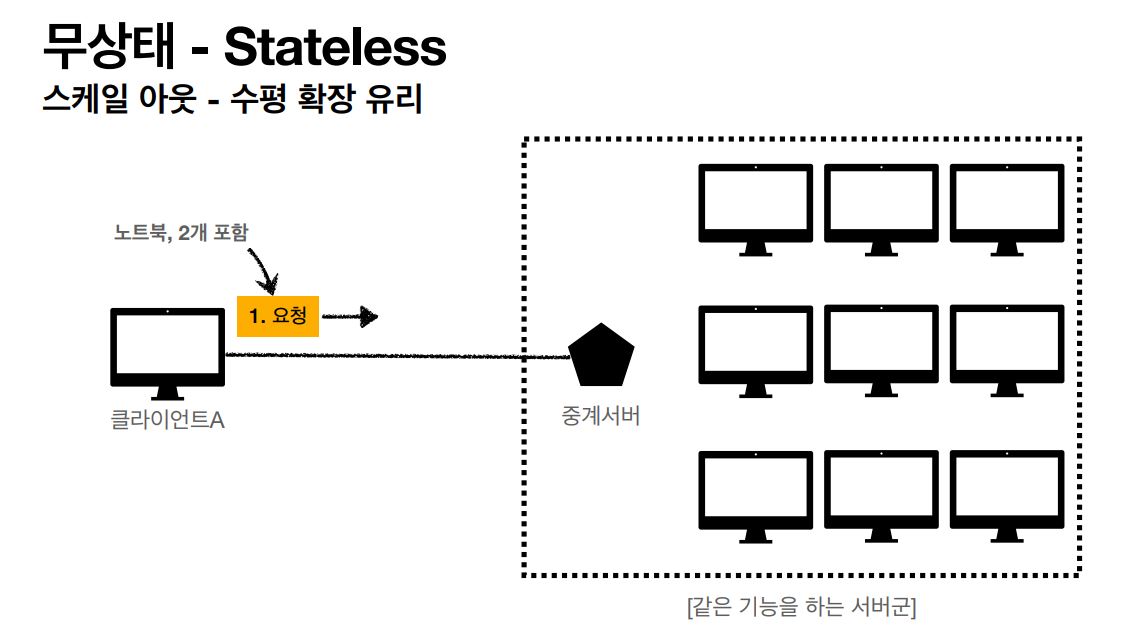 무상태 - Stateless
스케일 아웃 - 수평 확장 유리
노트북, 2개 포함
1. 요청
클라이언트A
중계서버
[같은 기능을 하는 서버군]